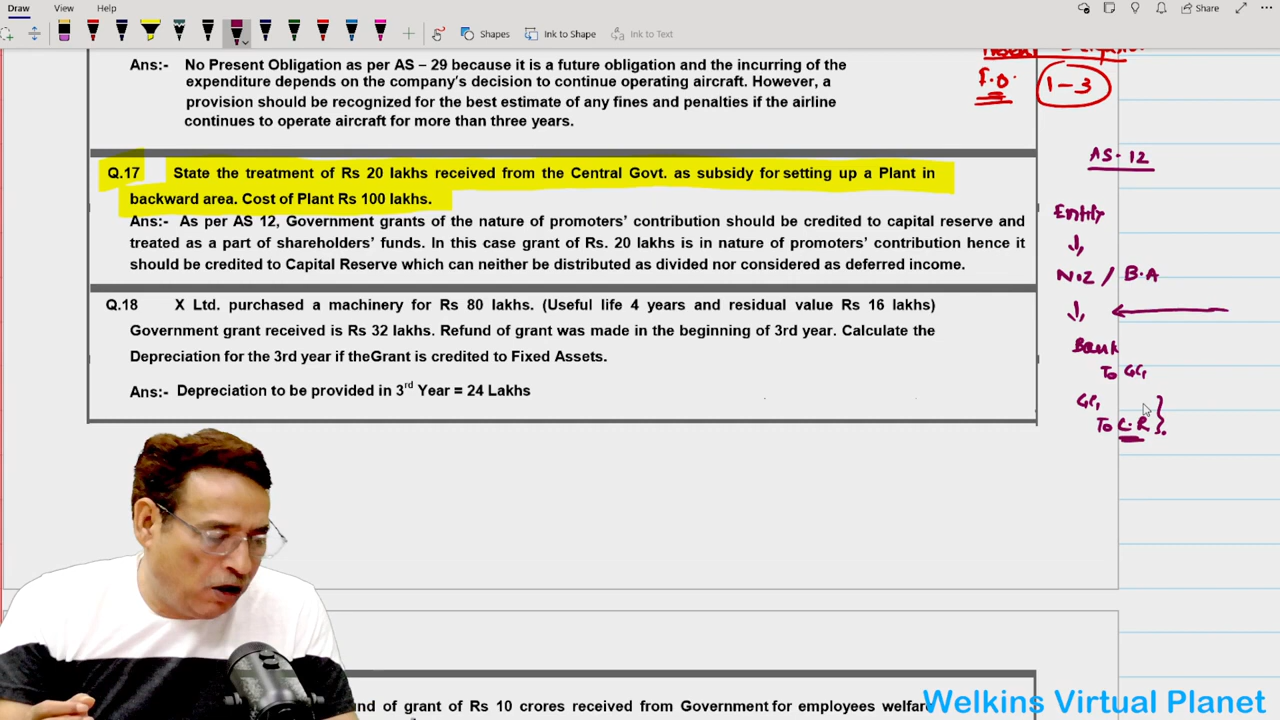 Draw View Help Share
Shapes Ink to Shape Ink to Text
Ans:- No Present Obligation as per AS – 29 because it is a future obligation and the incurring of the
expenditure depends on the company's decision to continue operating aircraft. However, a
provision should be recognized for the best estimate of any fines and penalties if the airline
continues to operate aircraft for more than three years.
1 – 3
Q.17 State the treatment of Rs 20 lakhs received from the Central Govt. as subsidy for setting up a Plant in
backward area. Cost of Plant Rs 100 lakhs.
Ans:- As per AS 12, Government grants of the nature of promoters' contribution should be credited to capital reserve and
treated as a part of shareholders' funds. In this case grant of Rs. 20 lakhs is in nature of promoters' contribution hence it
should be credited to Capital Reserve which can neither be distributed as divided nor considered as deferred income.
Q.18 X Ltd. purchased a machinery for Rs 80 lakhs. (Useful life 4 years and residual value Rs 16 lakhs)
Government grant received is Rs 32 lakhs. Refund of grant was made in the beginning of 3rd year. Calculate the
Depreciation for the 3rd year if theGrant is credited to Fixed Assets.
Ans:- Depreciation to be provided in 3rd Year = 24 Lakhs
AS-12
Entity
B.A
Bank
To
To C.R
nd of grant of Rs 10 crores received from Government for employees welfare
Welkins Virtual Planet